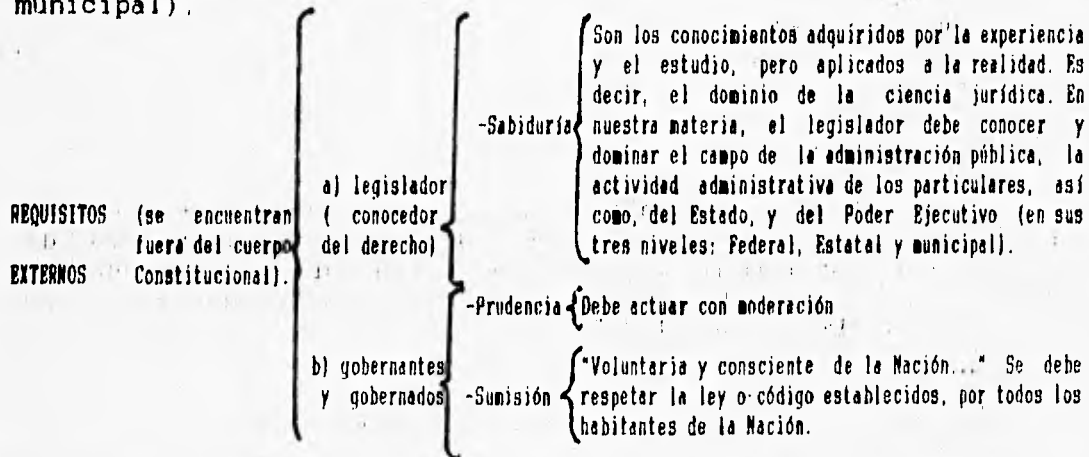 municipal).
REQUISITOS (se encuentran
fuera del cuerpo
EXTERNOS Constitucional).
a) legislador
( conocedor
del derecho)
-Sabiduría
Son los conocimientos adquiridos por la experiencia
y el estudio, pero aplicados a la realidad. Es
decir, el dominio de la ciencia jurídica. En
nuestra materia, el legislador debe conocer y
dominar el campo de la administración pública, la
actividad administrativa de los particulares, así
como, del Estado, y del Poder Ejecutivo (en sus
tres niveles: Federal, Estatal y municipal).
-Prudencia
Debe actuar con moderación
b) gobernantes
y gobernados
-Sumisión
"Voluntaria y consciente de la Nación..." Se debe
respetar la ley o código establecidos, por todos los
habitantes de la Nación.